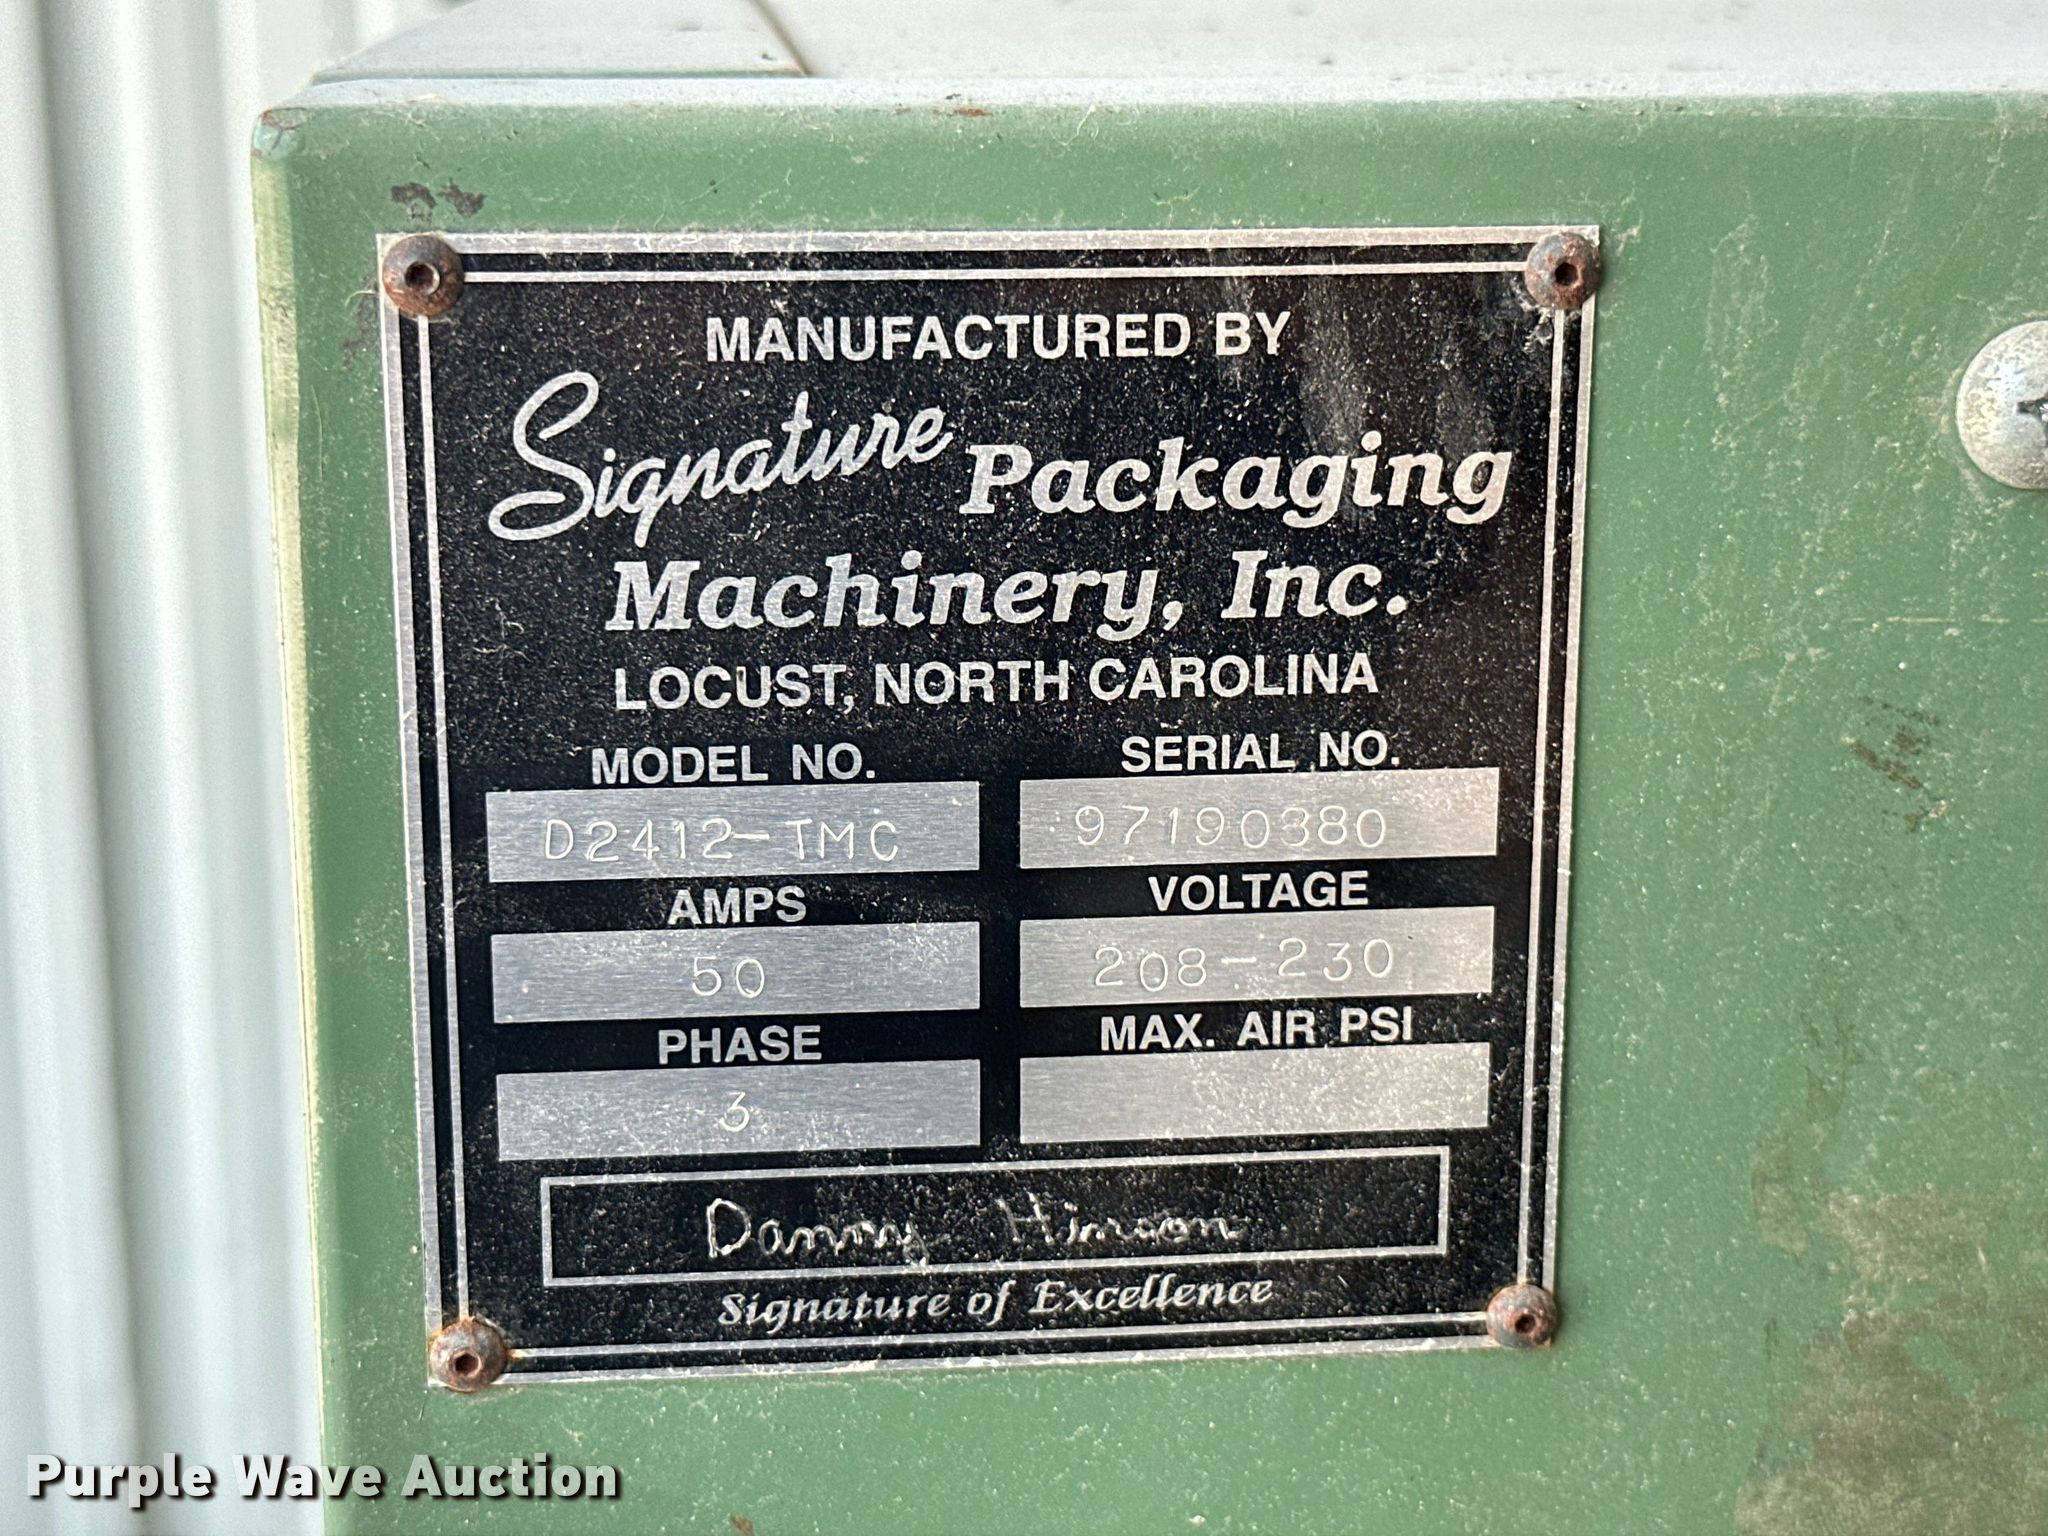 MANUFACTURED BY
Signature Packaging
Machinery, Inc.
LOCUST, NORTH CAROLINA
MODEL NO. SERIAL NO.
D2412-TMC 97190380
AMPS VOLTAGE
50 208-230
PHASE MAX. AIR PSI
3
Danny Hinson
Signature of Excellence
Purple Wave Auction